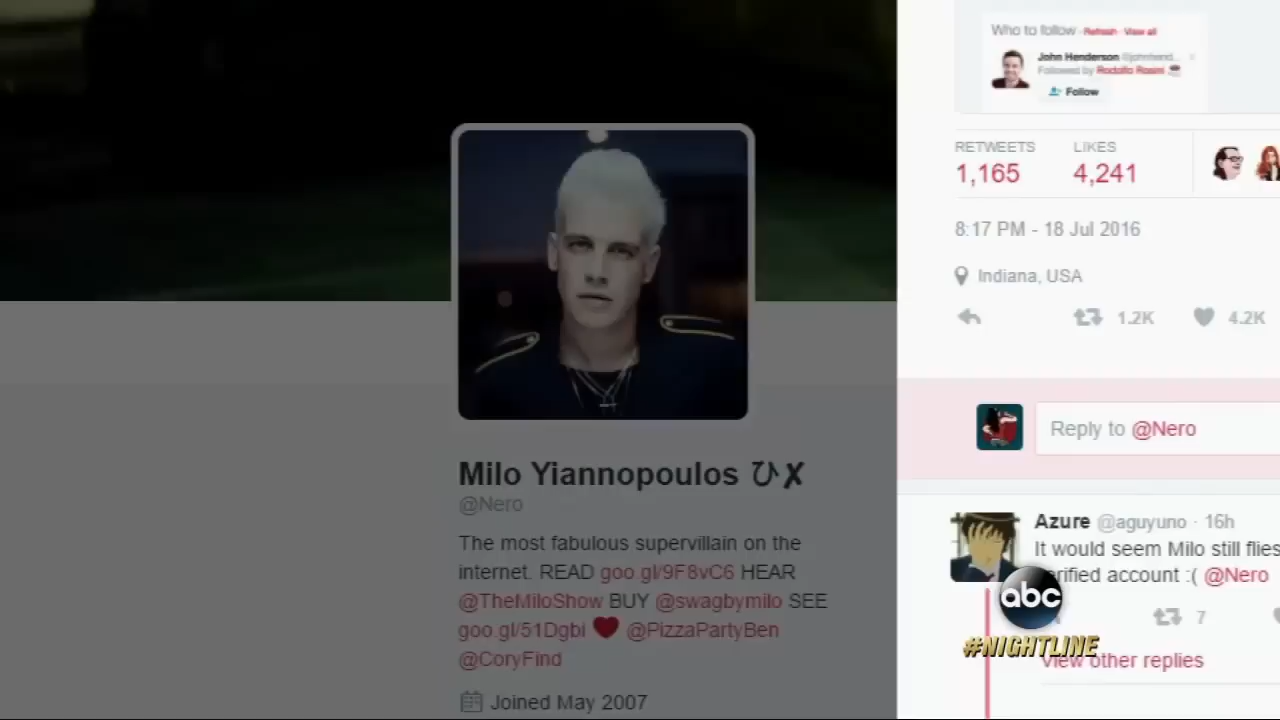 Milo Yiannopoulos ひ✘
@Nero
The most fabulous supervillain on the
internet. READ goo.gl/9F8vC6 HEAR
@TheMiloShow BUY @swagbymilo SEE
goo.gl/51Dgbi ❤ @PizzaPartyBen
@CoryFind
Joined May 2007
Who to follow · Refresh · View all
John Henderson
Followed by Rodolfo Rosini
Follow
RETWEETS LIKES
1,165 4,241
8:17 PM - 18 Jul 2016
Indiana, USA
1.2K 4.2K
Reply to @Nero
Azure @aguyuno · 16h
It would seem Milo still flies
account :( @Nero
7
View other replies
abc
#NIGHTLINE